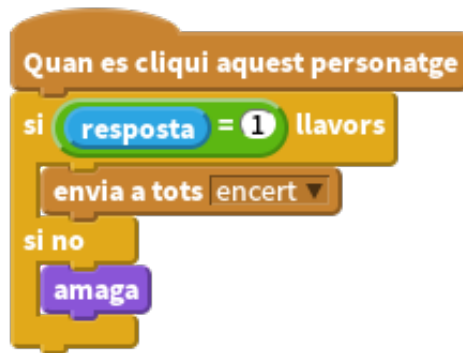 Quan es cliqui aquest personatge
si resposta = 1 llavors
envia a tots encert
si no
amaga